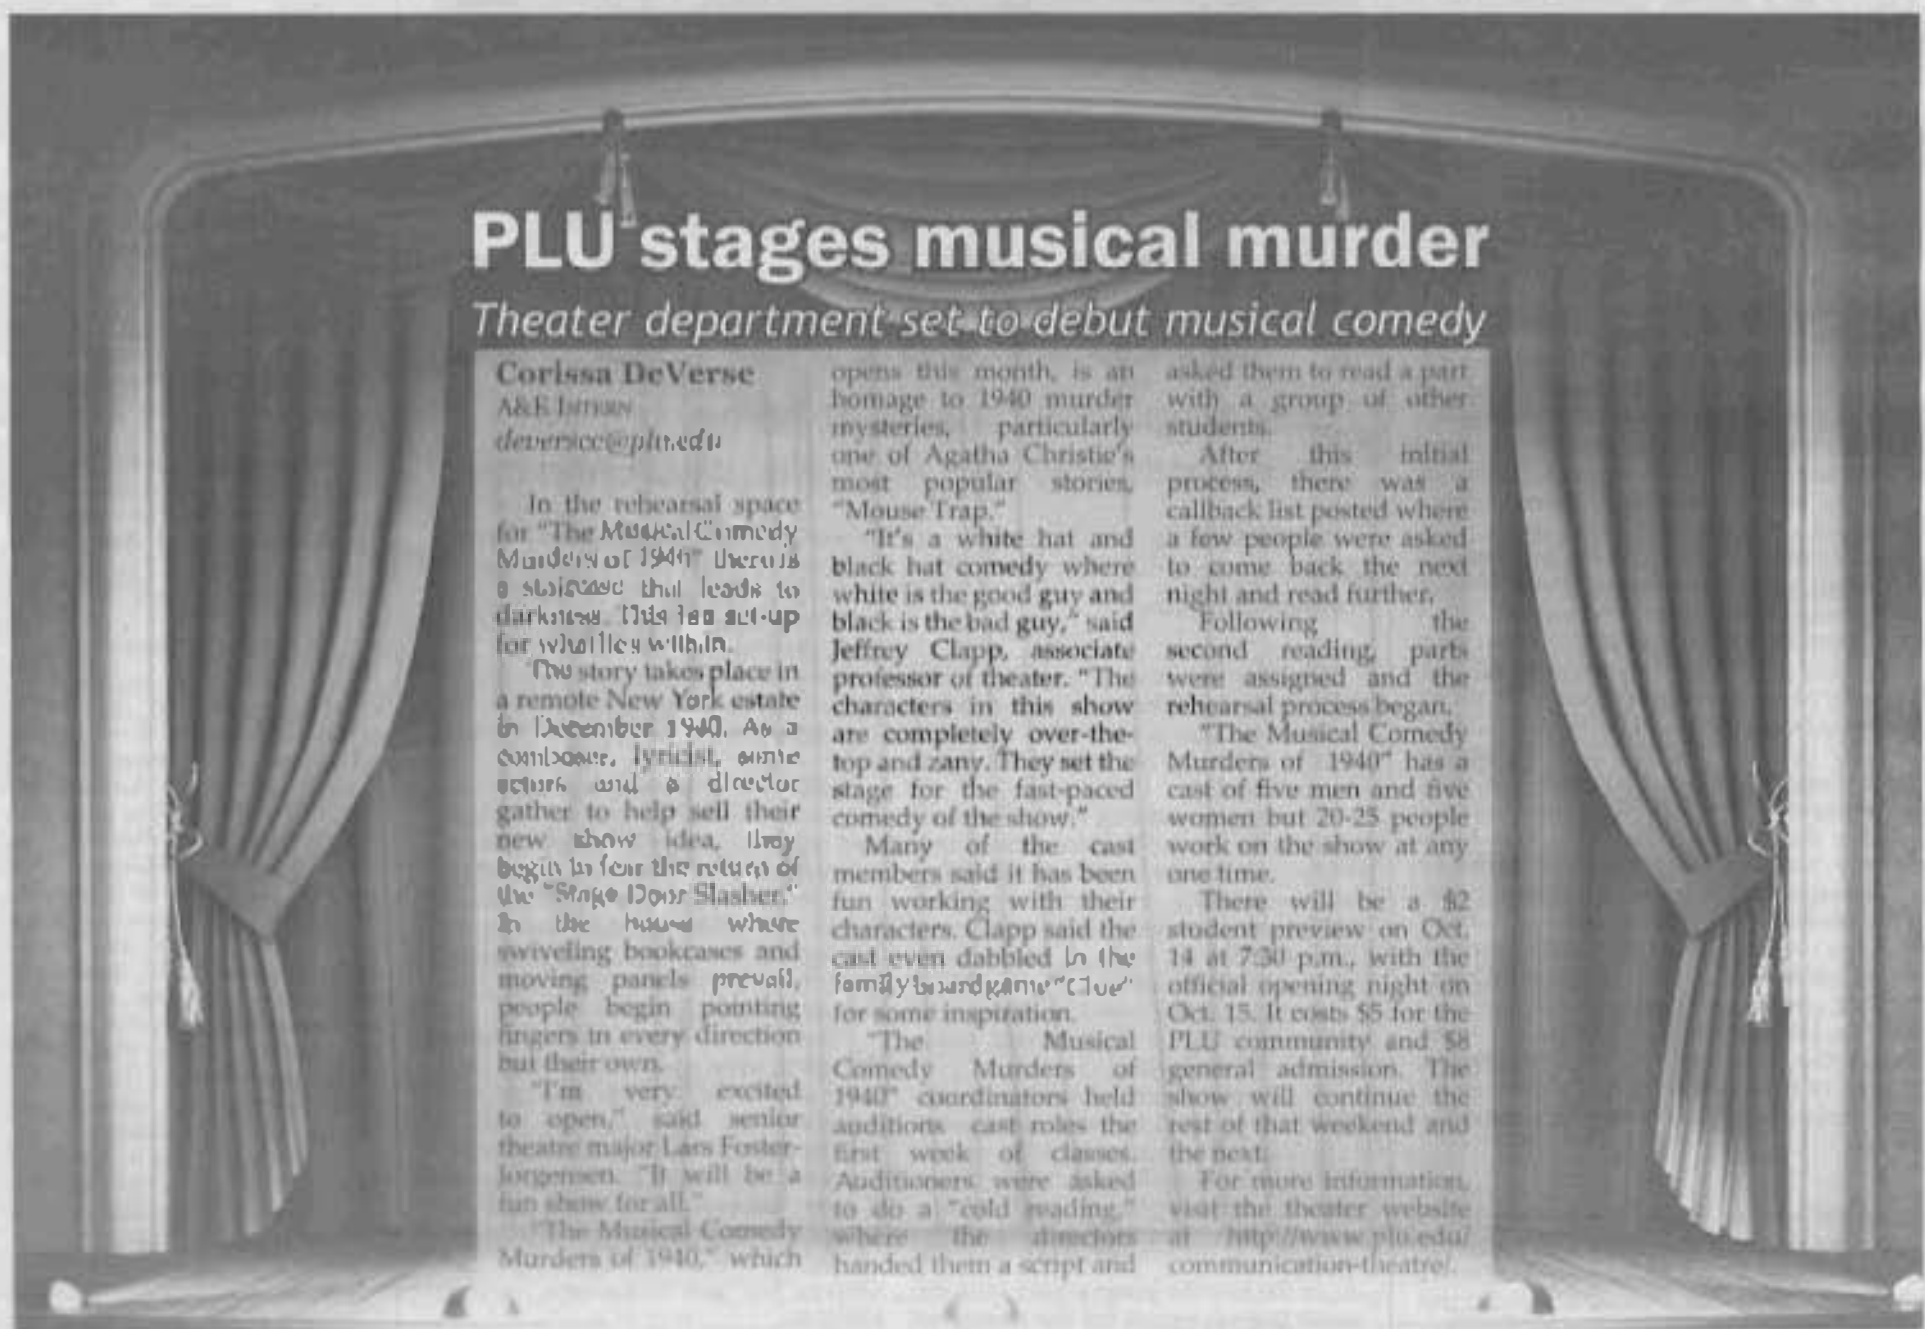 PLU stages musical murder
Theater department set to debut musical comedy
Corissa DeVerse
A&E Intern
deverscc@plu.edu
In the rehearsal space
for "The Musical Comedy
Murders of 1940" there is
a staircase that leads to
darkness. This is a set-up
for what lies within.
The story takes place in
a remote New York estate
in December 1940. As a
composer, lyricist, some
actors and a director
gather to help sell their
new show idea, they
begin to fear the return of
the "Stage Door Slasher."
In the house where
swiveling bookcases and
moving panels prevail,
people begin pointing
fingers in every direction
but their own.
"I'm very excited
to open," said senior
theatre major Lars Foster-
Jorgensen. "It will be a
fun show for all."
"The Musical Comedy
Murders of 1940," which
opens this month, is an
homage to 1940 murder
mysteries, particularly
one of Agatha Christie's
most popular stories,
"Mouse Trap."
"It's a white hat and
black hat comedy where
white is the good guy and
black is the bad guy," said
Jeffrey Clapp, associate
professor of theater. "The
characters in this show
are completely over-the-
top and zany. They set the
stage for the fast-paced
comedy of the show."
Many of the cast
members said it has been
fun working with their
characters. Clapp said the
cast even dabbled in the
family board game "Clue"
for some inspiration.
"The Musical
Comedy Murders of
1940" coordinators held
auditions cast roles the
first week of classes.
Auditioners were asked
to do a "cold reading,"
where the directors
handed them a script and
asked them to read a part
with a group of other
students.
After this initial
process, there was a
callback list posted where
a few people were asked
to come back the next
night and read further.
Following the
second reading, parts
were assigned and the
rehearsal process began.
"The Musical Comedy
Murders of 1940" has a
cast of five men and five
women but 20-25 people
work on the show at any
one time.
There will be a $2
student preview on Oct.
14 at 7:30 p.m., with the
official opening night on
Oct. 15. It costs $5 for the
PLU community and $8
general admission. The
show will continue the
rest of that weekend and
the next.
For more information,
visit the theater website
at http://www.plu.edu/
communication-theatre/.